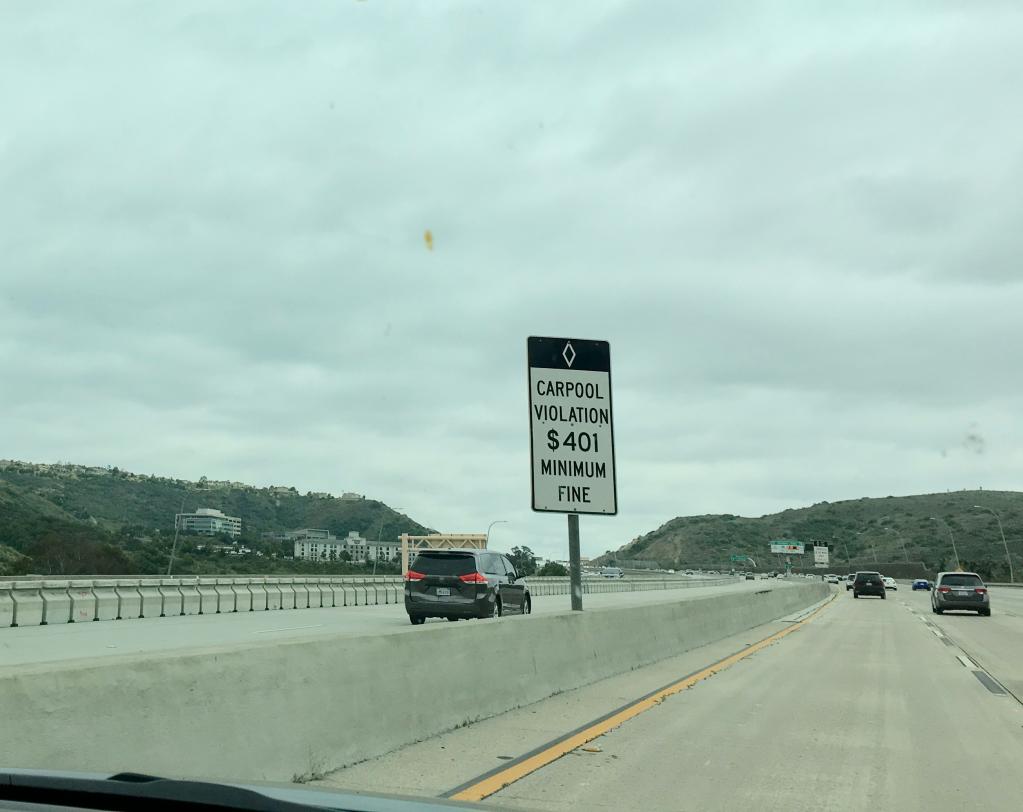 CARPOOL
VIOLATION
$401
MINIMUM
FINE